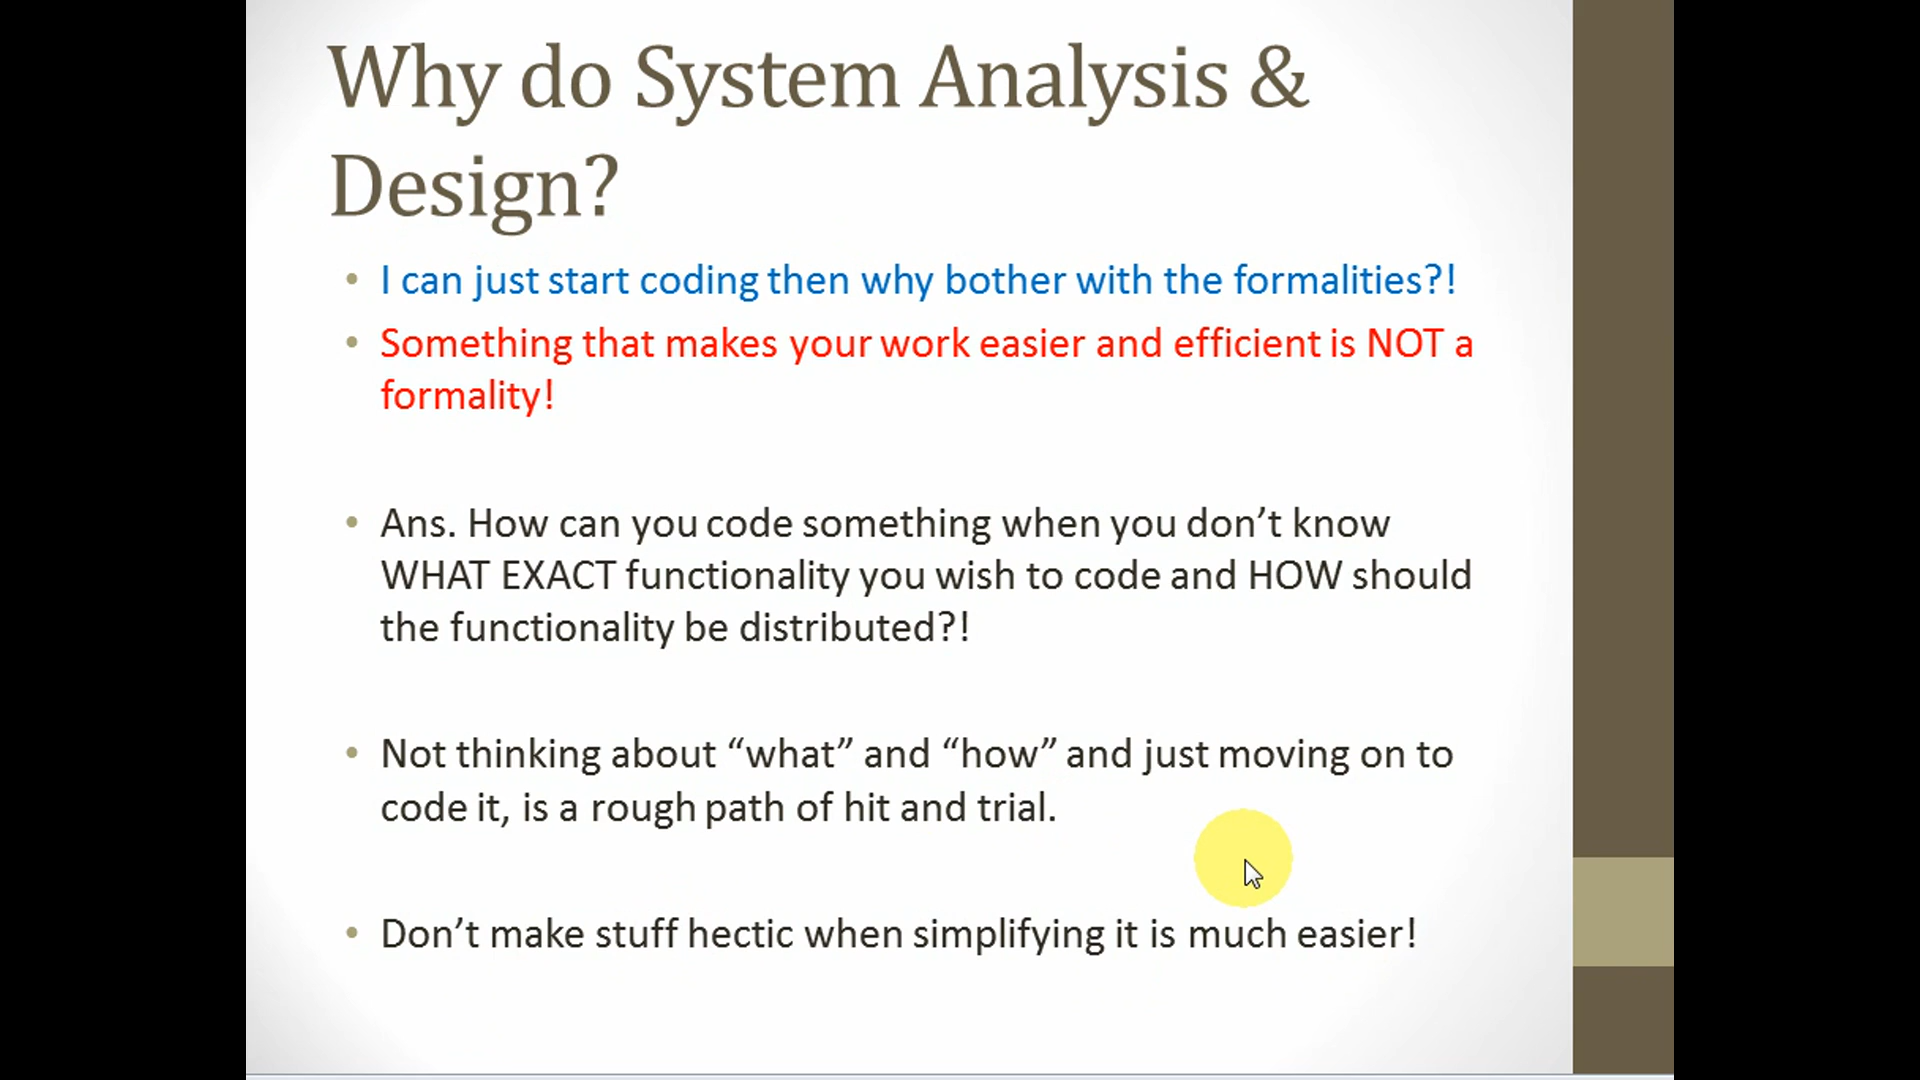 Why do System Analysis &
Design?
• I can just start coding then why bother with the formalities?!
• Something that makes your work easier and efficient is NOT a
formality!
• Ans. How can you code something when you don’t know
WHAT EXACT functionality you wish to code and HOW should
the functionality be distributed?!
• Not thinking about “what” and “how” and just moving on to
code it, is a rough path of hit and trial.
• Don’t make stuff hectic when simplifying it is much easier!